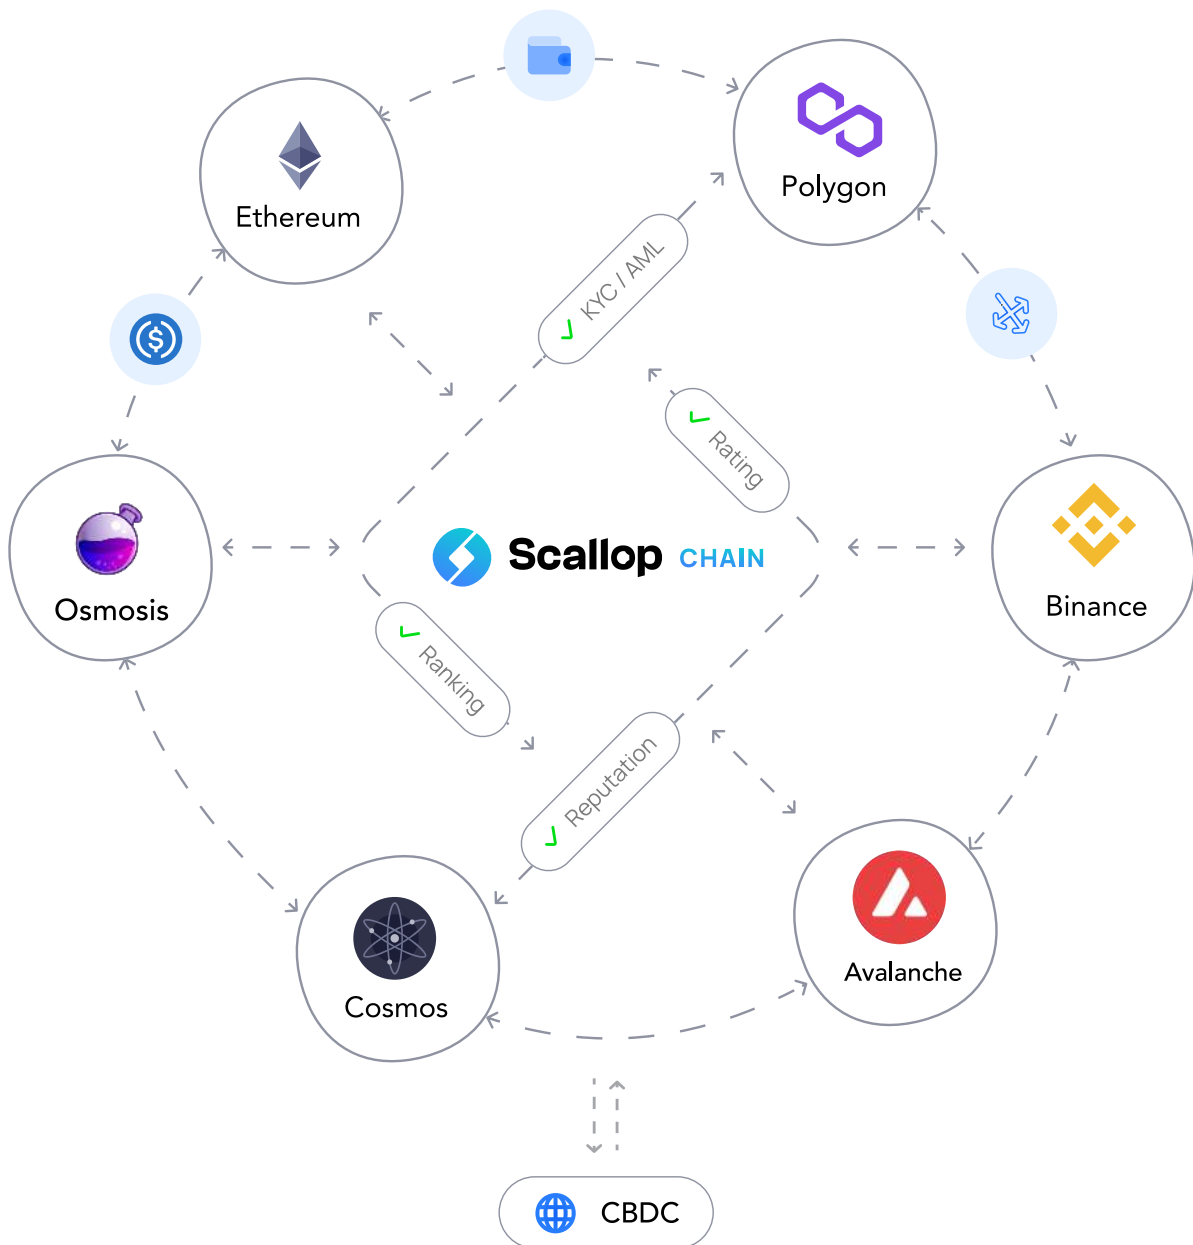 Ethereum
Polygon
KYC / AML
Rating
Osmosis
Scallop CHAIN
Binance
Ranking
Reputation
Avalanche
Cosmos
CBDC